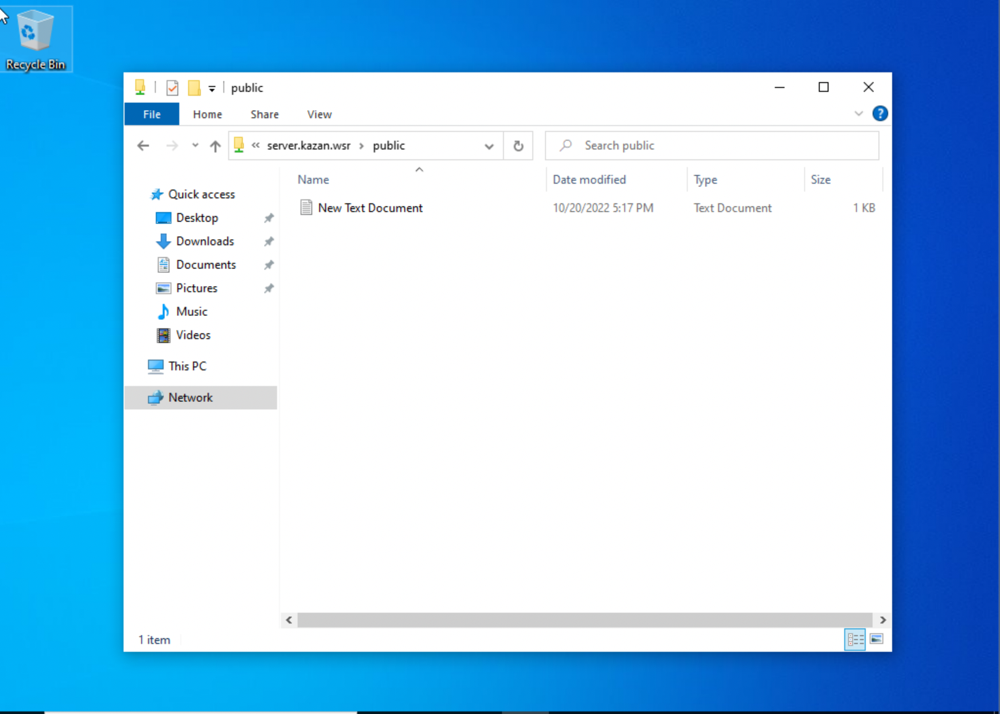 Recycle Bin
public
File Home Share View
?
« server.kazan.wsr > public
Search public
Name Date modified Type Size
Quick access
New Text Document 10/20/2022 5:17 PM Text Document 1 KB
Desktop
Downloads
Documents
Pictures
Music
Videos
This PC
Network
1 item